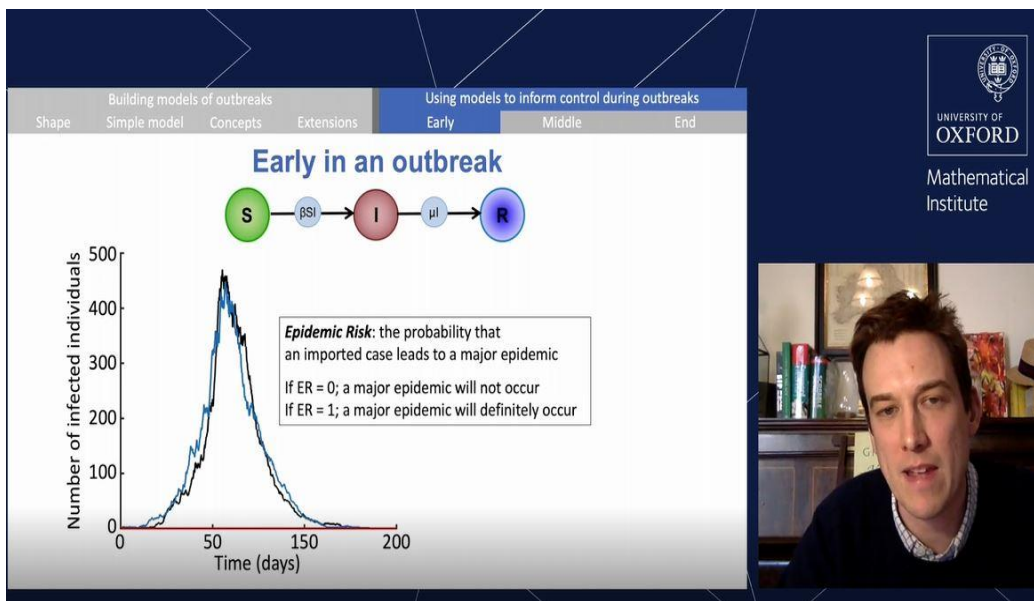 Building models of outbreaks
Using models to inform control during outbreaks
Shape Simple model Concepts Extensions Early Middle End
Early in an outbreak
S βSI I μI R
Number of infected individuals
500
400
300
200
100
0
0 50 150 200
Time (days)
Epidemic Risk: the probability that
an imported case leads to a major epidemic
If ER = 0; a major epidemic will not occur
If ER = 1; a major epidemic will definitely occur
UNIVERSITY OF
OXFORD
Mathematical
Institute